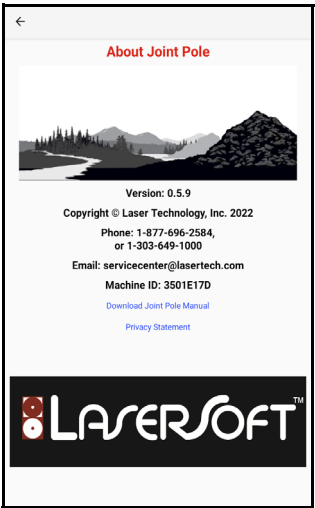 About Joint Pole
Version: 0.5.9
Copyright © Laser Technology, Inc. 2022
Phone: 1-877-696-2584,
or 1-303-649-1000
Email: servicecenter@lasertech.com
Machine ID: 3501E17D
Download Joint Pole Manual
Privacy Statement
LASERSOFT™